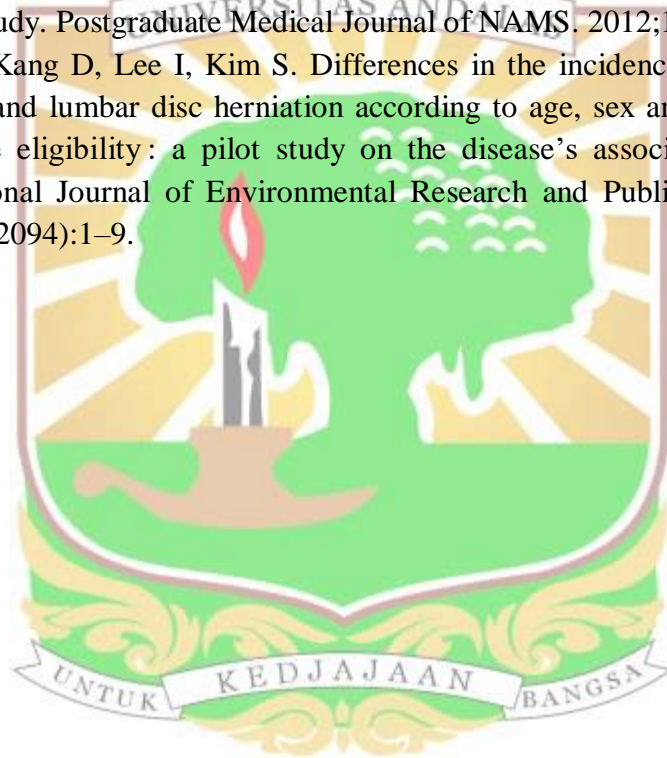 udy. Postgraduate Medical Journal of NAMS. 2012;1
UNIVERSITAS ANDALAS
Kang D, Lee I, Kim S. Differences in the incidenc
and lumbar disc herniation according to age, sex an
e eligibility : a pilot study on the disease’s associ
onal Journal of Environmental Research and Publi
2094):1–9.
UNTUK KEDJAJAAN BANGSA